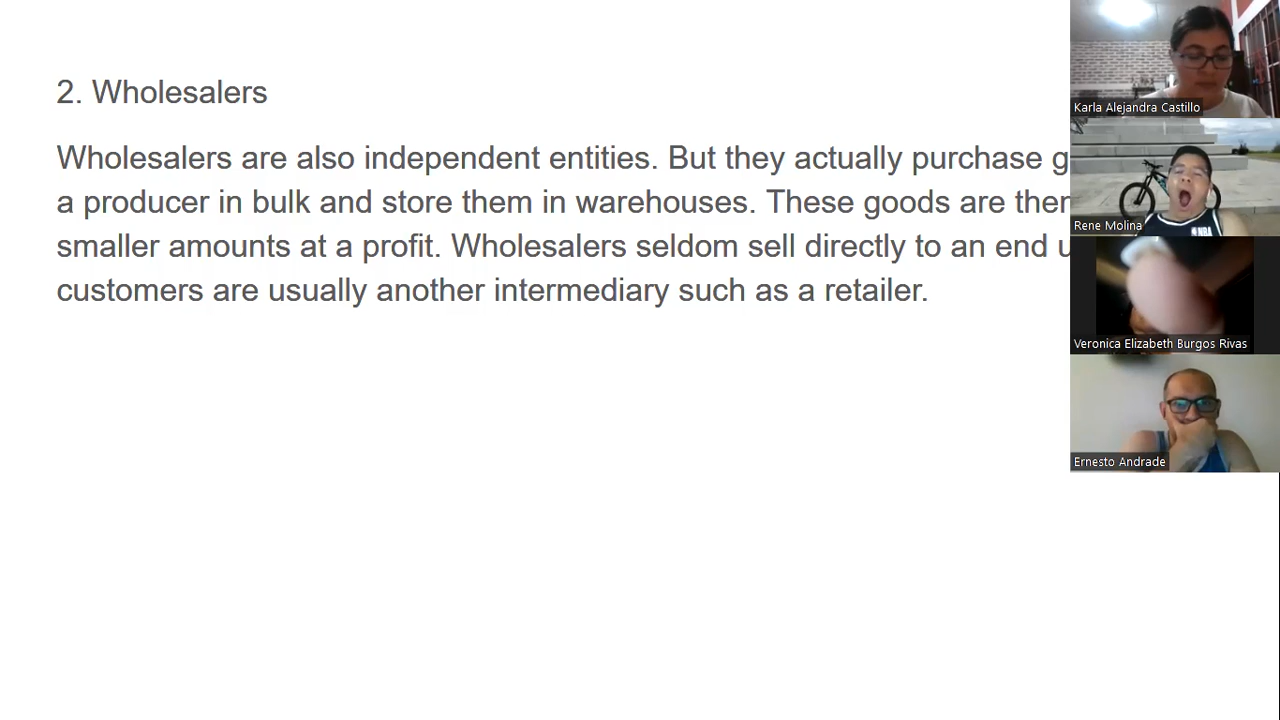 2. Wholesalers
Wholesalers are also independent entities. But they actually purchase
a producer in bulk and store them in warehouses. These goods are
smaller amounts at a profit. Wholesalers seldom sell directly to an end
customers are usually another intermediary such as a retailer.
Karla Alejandra Castillo
NBA
Rene Molina
Veronica Elizabeth Burgos Rivas
Ernesto Andrade